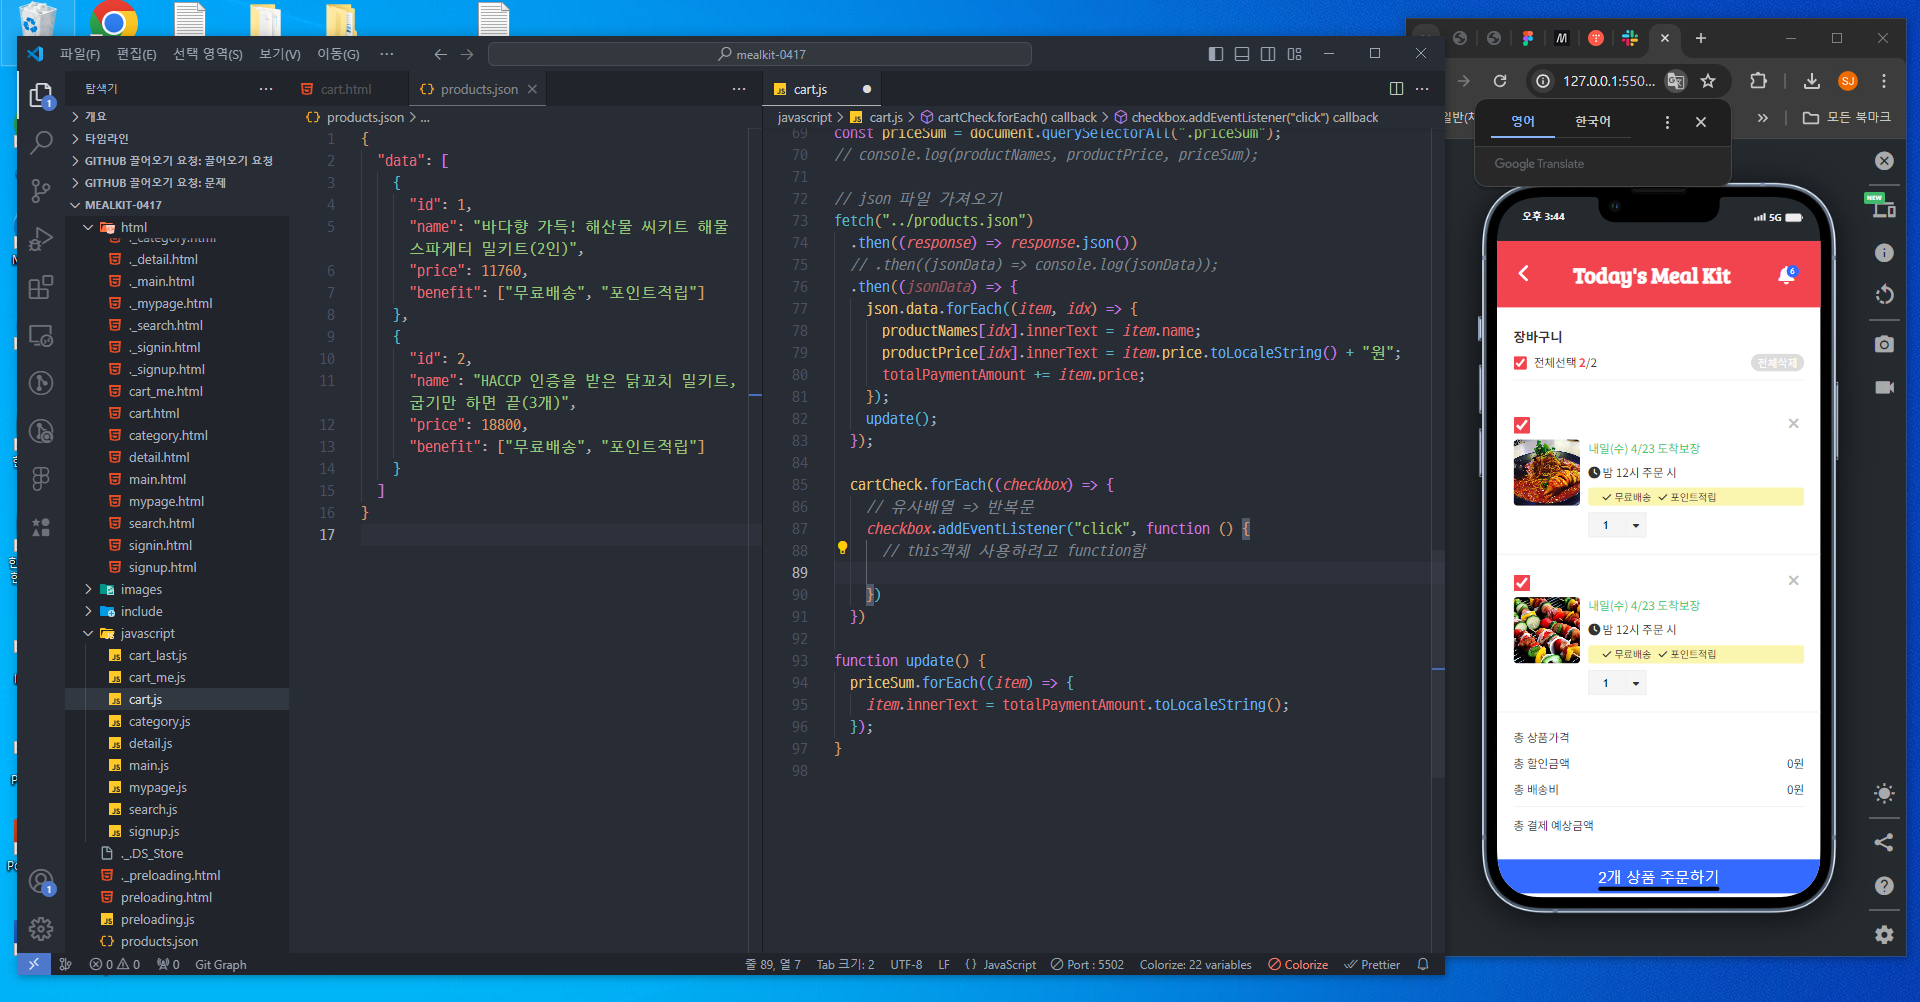 파일(F) 편집(E) 선택 영역(S) 보기(V) 이동(G) ···
mealkit-0417
탐색기
개요
타임라인
GITHUB 끌어오기 요청: 끌어오기 요청
GITHUB 끌어오기 요청: 문제
MEALKIT-0417
html
._category.html
._detail.html
._main.html
._mypage.html
._search.html
._signin.html
._signup.html
cart_me.html
cart.html
category.html
detail.html
main.html
mypage.html
search.html
signin.html
signup.html
images
include
javascript
cart_last.js
cart_me.js
cart.js
category.js
detail.js
main.js
mypage.js
search.js
signup.js
._.DS_Store
._preloading.html
preloading.html
preloading.js
products.json
cart.html
products.json
products.json > ...
1 {
2 "data": [
3 {
4 "id": 1,
5 "name": "바다향 가득! 해산물 씨키트 해물
스파게티 밀키트(2인)",
6 "price": 11760,
7 "benefit": ["무료배송", "포인트적립"]
8 },
9 {
10 "id": 2,
11 "name": "HACCP 인증을 받은 닭꼬치 밀키트,
굽기만 하면 끝(3개)",
12 "price": 18800,
13 "benefit": ["무료배송", "포인트적립"]
14 }
15 ]
16 }
17
cart.js
javascript > cart.js > cartCheck.forEach() callback > checkbox.addEventListener("click") callback
69 const priceSum = document.querySelectorAll(".priceSum");
70 // console.log(productNames, productPrice, priceSum);
71
72 // json 파일 가져오기
73 fetch("../products.json")
74 .then((response) => response.json())
75 // .then((jsonData) => console.log(jsonData));
76 .then((jsonData) => {
77 json.data.forEach((item, idx) => {
78 productNames[idx].innerText = item.name;
79 productPrice[idx].innerText = item.price.toLocaleString() + "원";
80 totalPaymentAmount += item.price;
81 });
82 update();
83 });
84
85 cartCheck.forEach((checkbox) => {
86 // 유사배열 => 반복문
87 checkbox.addEventListener("click", function () {
88 // this객체 사용하려고 function함
89
90 })
91 })
92
93 function update() {
94 priceSum.forEach((item) => {
95 item.innerText = totalPaymentAmount.toLocaleString();
96 });
97 }
98
0 0 0 Git Graph
줄 89, 열 7 Tab 크기: 2 UTF-8 LF JavaScript Port : 5502 Colorize: 22 variables Colorize Prettier
127.0.0.1:550...
SJ
모든 북마크
영어 한국어
Google Translate
NEW
오후 3:44
5G
Today's Meal Kit
6
장바구니
전체선택 2/2
전체삭제
내일(수) 4/23 도착보장
밤 12시 주문 시
무료배송 포인트적립
1
내일(수) 4/23 도착보장
밤 12시 주문 시
무료배송 포인트적립
1
총 상품가격
총 할인금액 0원
총 배송비 0원
총 결제 예상금액
2개 상품 주문하기